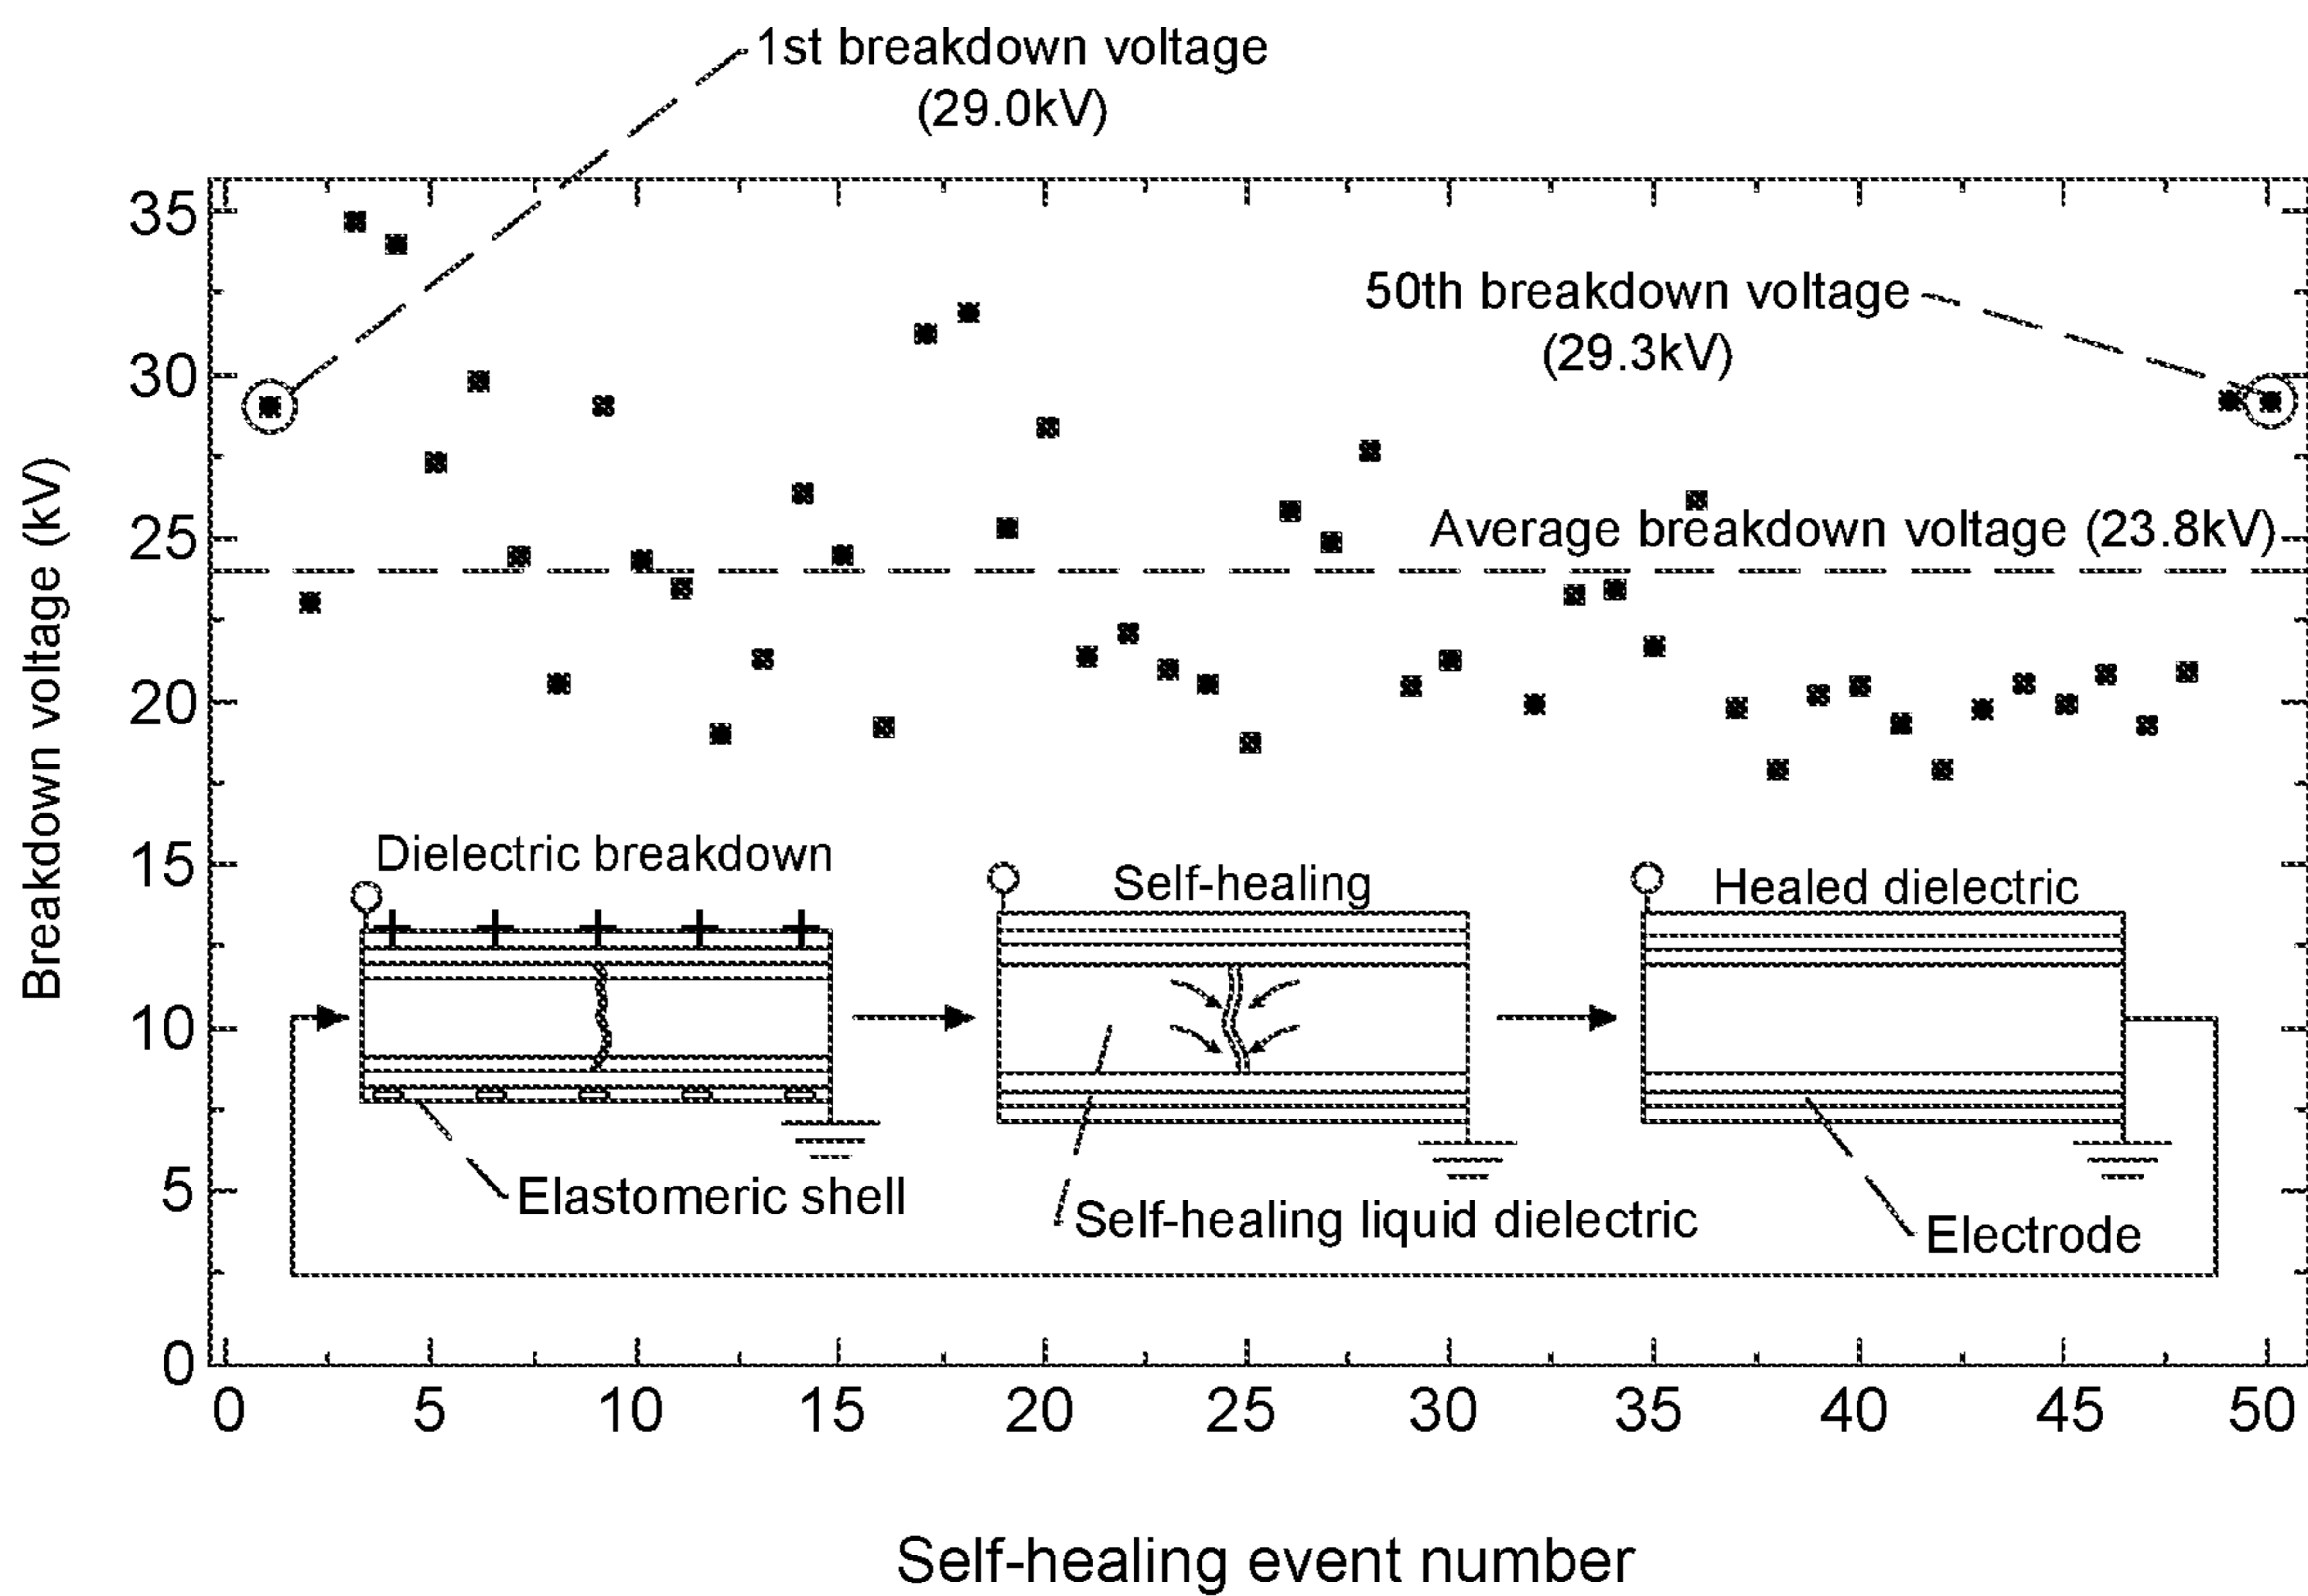 1st breakdown voltage
(29.0kV)
50th breakdown voltage
(29.3kV)
Average breakdown voltage (23.8kV)
Breakdown voltage (kV)
35
30
25
20
15
10
5
0
Dielectric breakdown
Self-healing
Healed dielectric
Elastomeric shell
Self-healing liquid dielectric
Electrode
0 5 10 15 20 25 30 35 40 45 50
Self-healing event number